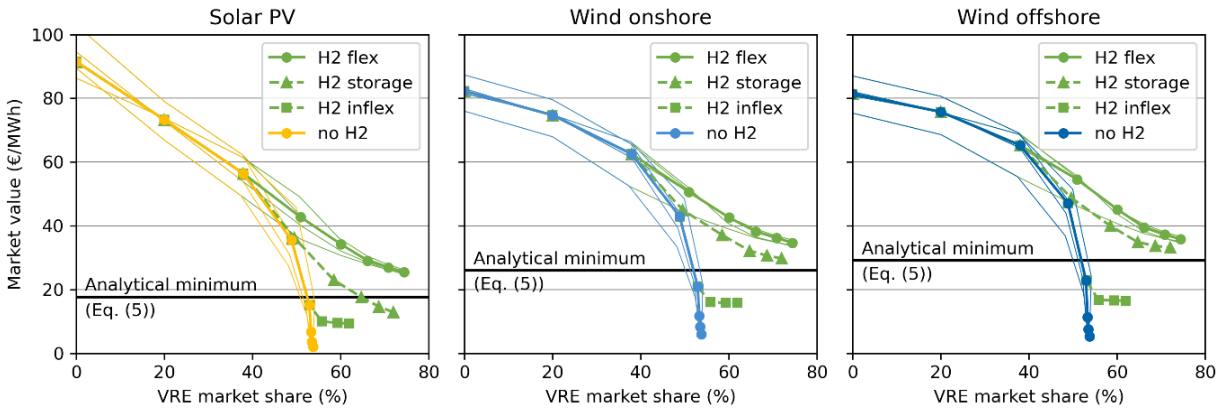 Solar PV
Wind onshore
Wind offshore
Market value (€/MWh)
100
80
60
40
20
0
H2 flex
H2 storage
H2 inflex
no H2
Analytical minimum
(Eq. (5))
0 20 40 60 80
VRE market share (%)
H2 flex
H2 storage
H2 inflex
no H2
Analytical minimum
(Eq. (5))
0 20 40 60 80
VRE market share (%)
H2 flex
H2 storage
H2 inflex
no H2
Analytical minimum
(Eq. (5))
0 20 40 60 80
VRE market share (%)